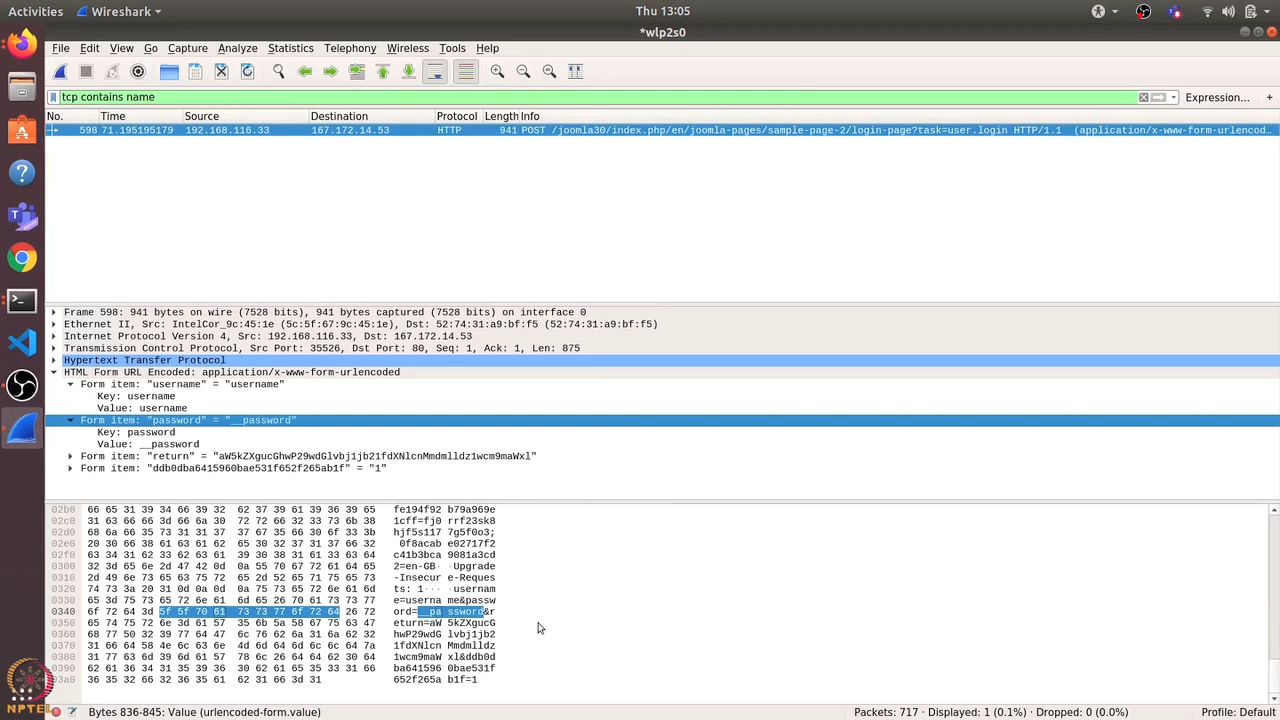 Activities Wireshark Thu 13:05
*wlp2s0
File Edit View Go Capture Analyze Statistics Telephony Wireless Tools Help
tcp contains name Expression… +
No. Time Source Destination Protocol Length Info
598 71.195195179 192.168.116.33 167.172.14.53 HTTP 941 POST /joomla30/index.php/en/joomla-pages/sample-page-2/login-page?task=user.login HTTP/1.1 (application/x-www-form-urlencod…
Frame 598: 941 bytes on wire (7528 bits), 941 bytes captured (7528 bits) on interface 0
Ethernet II, Src: IntelCor_9c:45:1e (5c:5f:67:9c:45:1e), Dst: 52:74:31:a9:bf:f5 (52:74:31:a9:bf:f5)
Internet Protocol Version 4, Src: 192.168.116.33, Dst: 167.172.14.53
Transmission Control Protocol, Src Port: 35526, Dst Port: 80, Seq: 1, Ack: 1, Len: 875
Hypertext Transfer Protocol
HTML Form URL Encoded: application/x-www-form-urlencoded
Form item: "username" = "username"
Key: username
Value: username
Form item: "password" = "__password"
Key: password
Value: __password
Form item: "return" = "aW5kZXgucGhwP29wdGlvbj1jb21fdXNlcnMmdmlldz1wcm9maWxl"
Form item: "ddb0dba6415960bae531f652f265ab1f" = "1"
02b0 66 65 31 39 34 66 39 32 62 37 39 61 39 36 39 65 fe194f92 b79a969e
02c0 31 63 66 66 3d 66 6a 30 72 72 66 32 33 73 6b 38 1cff=fj0 rrf23sk8
02d0 68 6a 66 35 73 31 31 37 37 67 35 66 30 6f 33 3b hjf5s117 7g5f0o3;
02e0 20 30 66 38 61 63 61 62 65 30 32 37 31 37 66 32 0f8acab e02717f2
02f0 63 34 31 62 33 62 63 61 39 30 38 31 61 33 63 64 c41b3bca 9081a3cd
0300 32 3d 65 6e 2d 47 42 0d 0a 55 70 67 72 61 64 65 2=en-GB· ·Upgrade
0310 2d 49 6e 73 65 63 75 72 65 2d 52 65 71 75 65 73 -Insecur e-Reques
0320 74 73 3a 20 31 0d 0a 0d 0a 75 73 65 72 6e 61 6d ts: 1··· ·usernam
0330 65 3d 75 73 65 72 6e 61 6d 65 26 70 61 73 73 77 e=userna me&passw
0340 6f 72 64 3d 5f 5f 70 61 73 73 77 6f 72 64 26 72 ord=__pa ssword&r
0350 65 74 75 72 6e 3d 61 57 35 6b 5a 58 67 75 63 47 eturn=aW 5kZXgucG
0360 68 77 50 32 39 77 64 47 6c 76 62 6a 31 6a 62 32 hwP29wdG lvbj1jb2
0370 31 66 64 58 4e 6c 63 6e 4d 6d 64 6d 6c 6c 64 7a 1fdXNlcn Mmdmlldz
0380 31 77 63 6d 39 6d 61 57 78 6c 26 64 64 62 30 64 1wcm9maW xl&ddb0d
0390 62 61 36 34 31 35 39 36 30 62 61 65 35 33 31 66 ba641596 0bae531f
03a0 36 35 32 66 32 36 35 61 62 31 66 3d 31 652f265a b1f=1
NPTEL
Bytes 836-845: Value (urlencoded-form.value) Packets: 717 · Displayed: 1 (0.1%) · Dropped: 0 (0.0%) Profile: Default